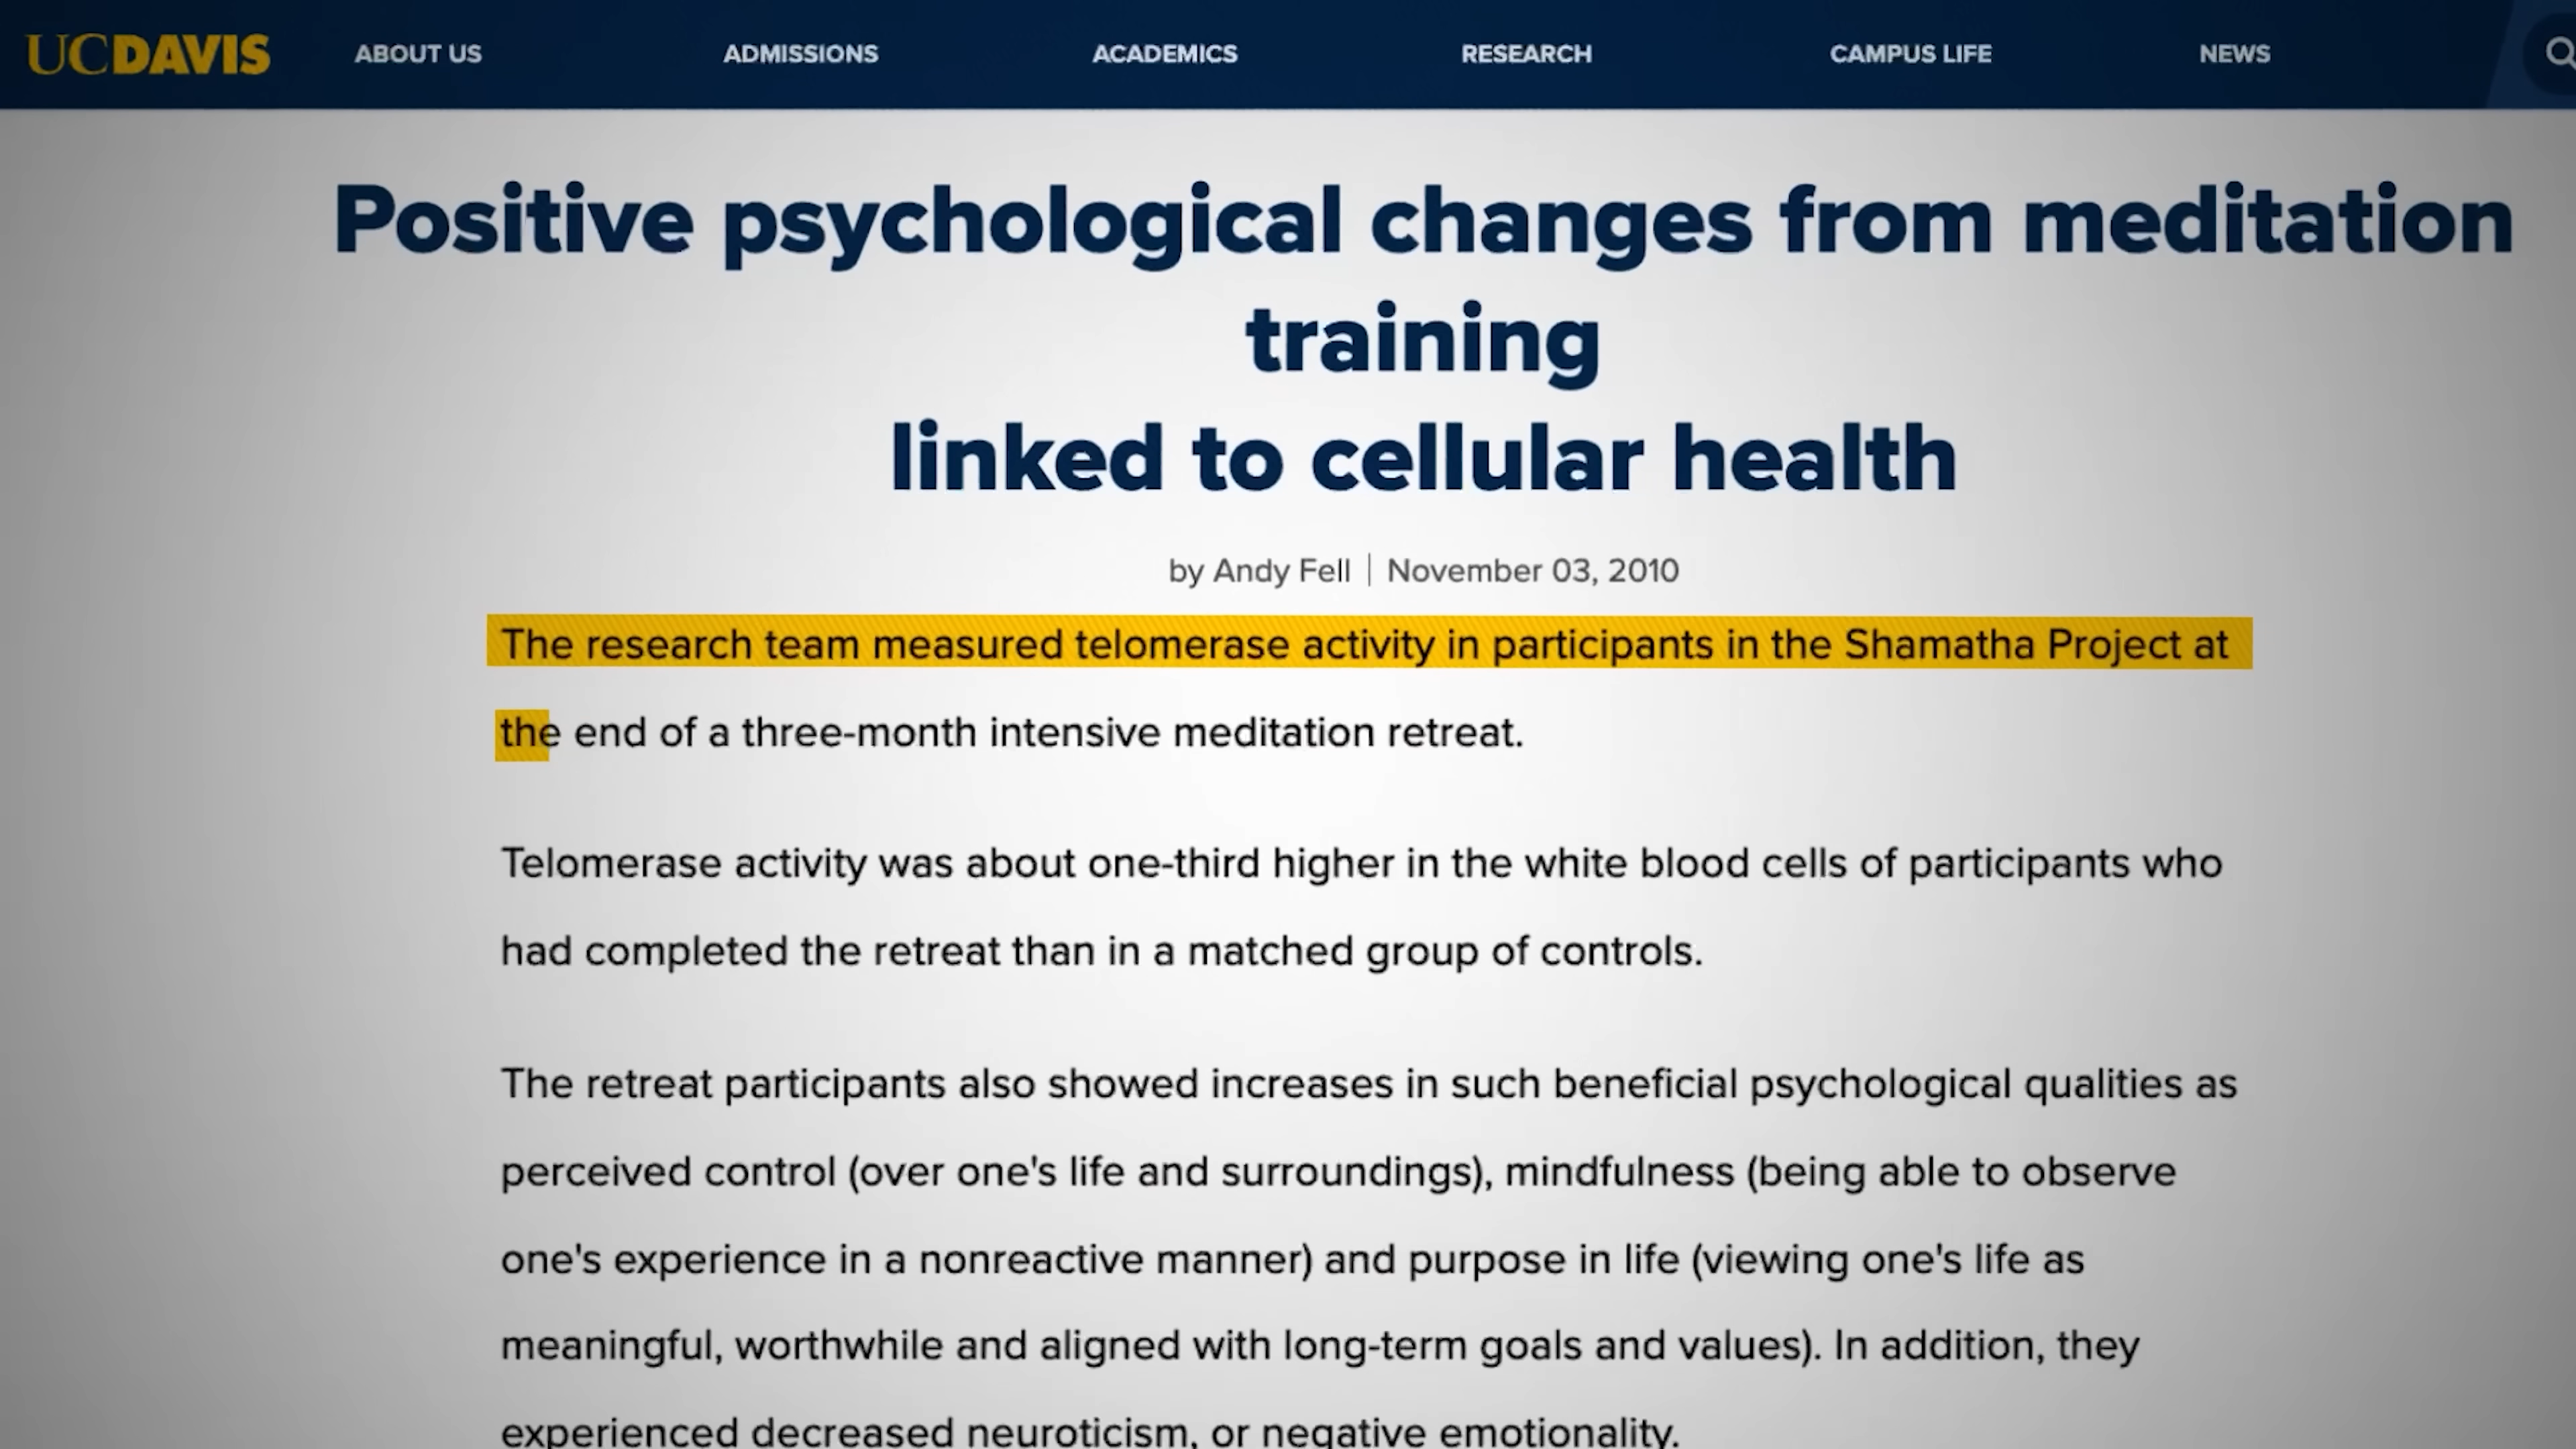 UCDAVIS ABOUT US ADMISSIONS ACADEMICS RESEARCH CAMPUS LIFE NEWS
Positive psychological changes from meditation
training
linked to cellular health
by Andy Fell | November 03, 2010
The research team measured telomerase activity in participants in the Shamatha Project at
the end of a three-month intensive meditation retreat.
Telomerase activity was about one-third higher in the white blood cells of participants who
had completed the retreat than in a matched group of controls.
The retreat participants also showed increases in such beneficial psychological qualities as
perceived control (over one's life and surroundings), mindfulness (being able to observe
one's experience in a nonreactive manner) and purpose in life (viewing one's life as
meaningful, worthwhile and aligned with long-term goals and values). In addition, they
experienced decreased neuroticism, or negative emotionality.